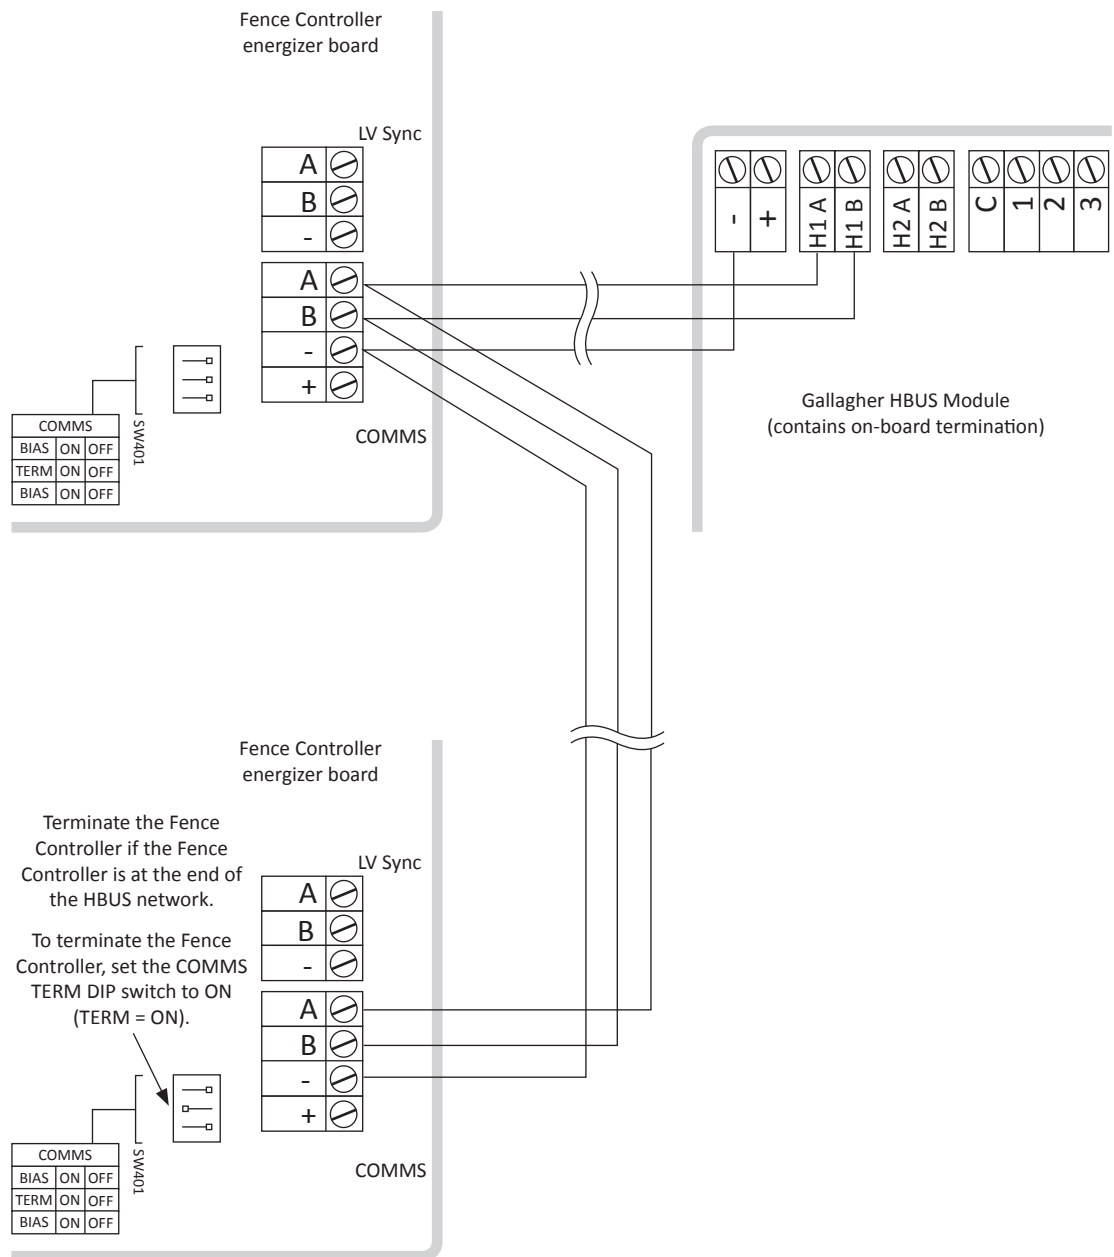 Fence Controller
energizer board
LV Sync
A
B
-
A
B
-
+
COMMS
SW401
COMMS
BIAS ON OFF
TERM ON OFF
BIAS ON OFF
- + H1 A H1 B H2 A H2 B C 1 2 3
Gallagher HBUS Module
(contains on-board termination)
Fence Controller
energizer board
Terminate the Fence
Controller if the Fence
Controller is at the end of
the HBUS network.
To terminate the Fence
Controller, set the COMMS
TERM DIP switch to ON
(TERM = ON).
LV Sync
A
B
-
A
B
-
+
COMMS
SW401
COMMS
BIAS ON OFF
TERM ON OFF
BIAS ON OFF